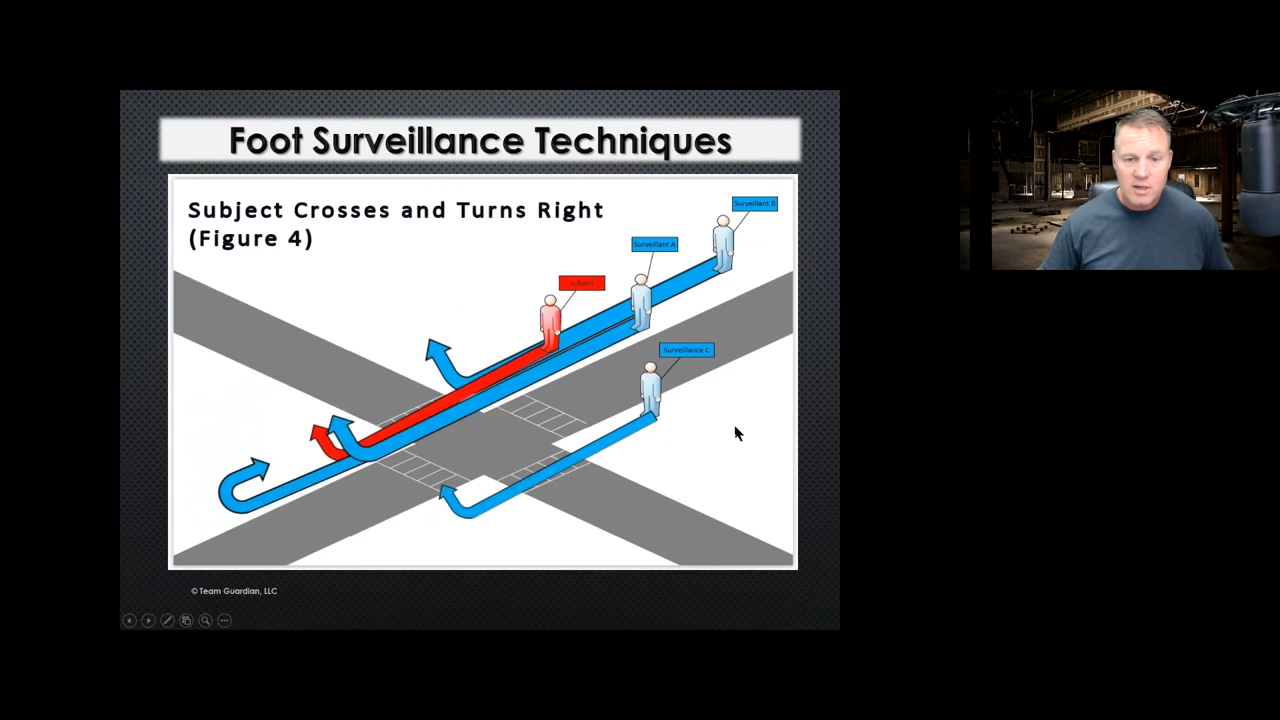 Foot Surveillance Techniques
Subject Crosses and Turns Right
(Figure 4)
Surveillant B
Surveillant A
Subject
Surveillance C
© Team Guardian, LLC